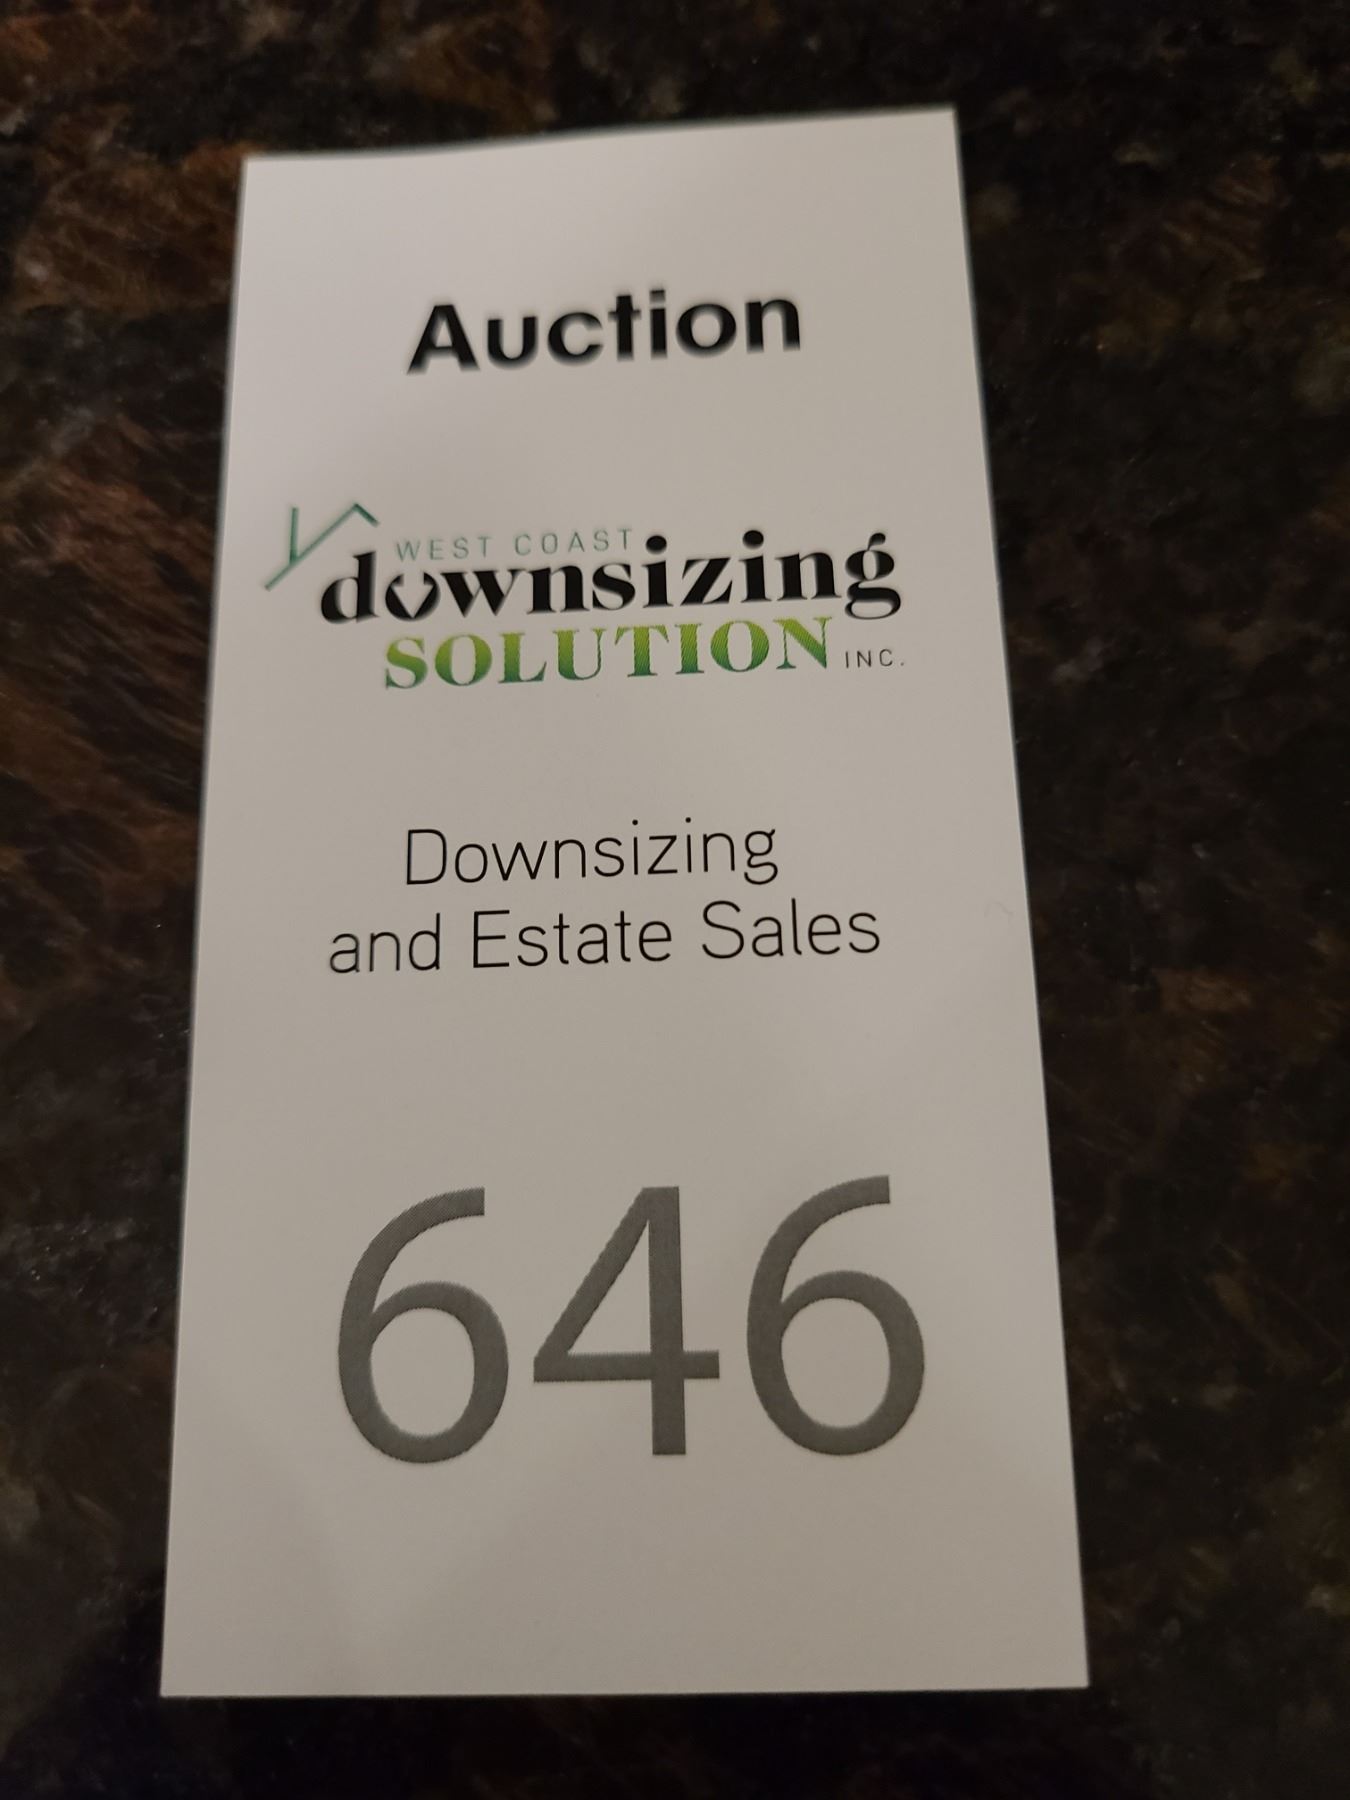 Auction
WEST COAST
downsizing
SOLUTION INC.
Downsizing
and Estate Sales
646